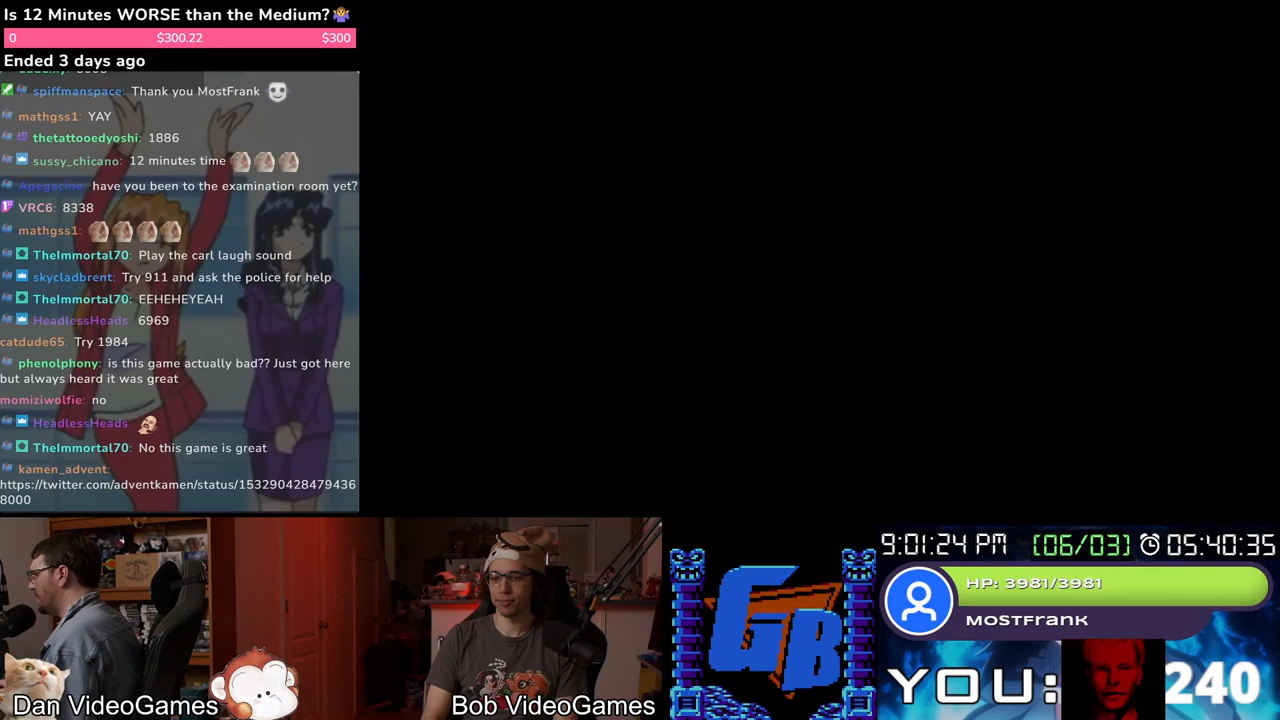 Is 12 Minutes WORSE than the Medium?🤷
0 $300.22 $300
Ended 3 days ago
spiffmanspace: Thank you MostFrank
mathgss1: YAY
thetattooedyoshi: 1886
sussy_chicano: 12 minutes time
Apegacine: have you been to the examination room yet?
VRC6: 8338
mathgss1:
TheImmortal70: Play the carl laugh sound
skycladbrent: Try 911 and ask the police for help
TheImmortal70: EEHEHEYEAH
HeadlessHeads: 6969
catdude65: Try 1984
phenolphony: is this game actually bad?? Just got here
but always heard it was great
momiziwolfie: no
HeadlessHeads:
TheImmortal70: No this game is great
kamen_advent:
https://twitter.com/adventkamen/status/153290428479436
8000
9:01:24 PM [06/03] 05:40:35
HP: 3981/3981
MostFrank
GB
YOU: 240
Dan VideoGames
Bob VideoGames